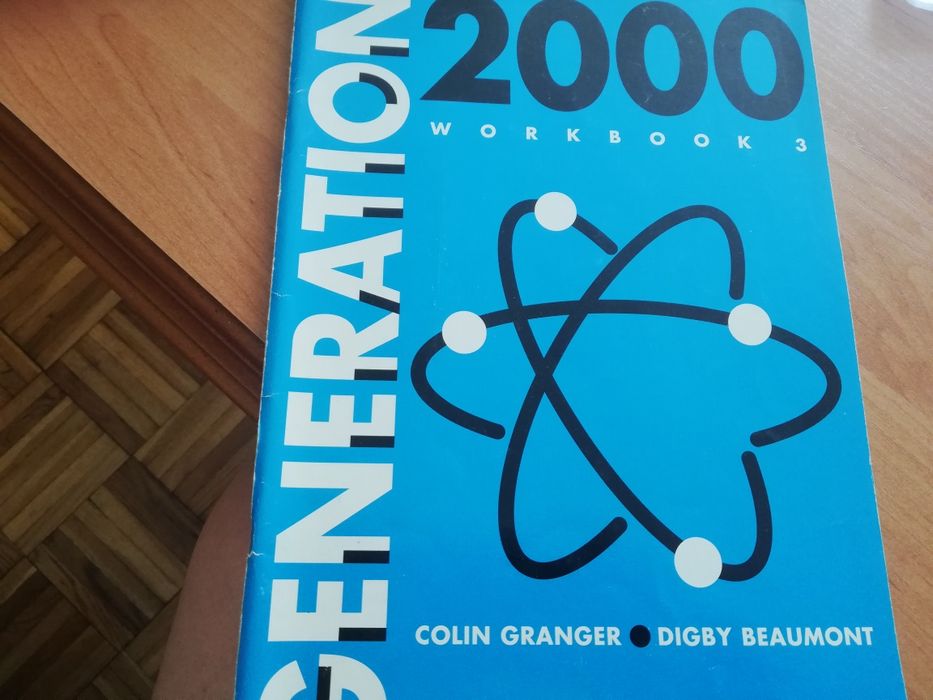 GENERATION
2000
WORKBOOK 3
COLIN GRANGER ● DIGBY BEAUMONT